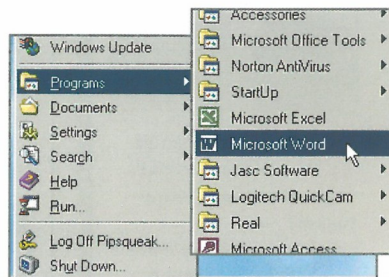 Windows Update
Programs
Documents
Settings
Search
Help
Run...
Log Off Pipsqueak...
Shut Down...
Accessories
Microsoft Office Tools
Norton AntiVirus
StartUp
Microsoft Excel
Microsoft Word
Jasc Software
Logitech QuickCam
Real
Microsoft Access